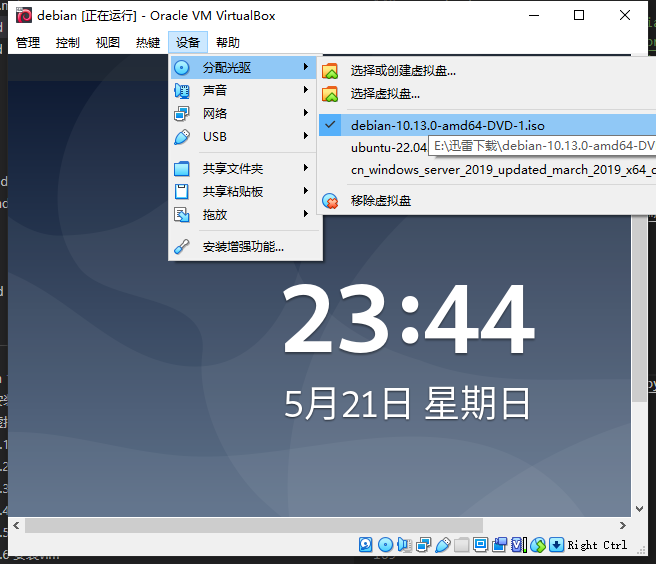 debian [正在运行] - Oracle VM VirtualBox
管理 控制 视图 热键 设备 帮助
分配光驱
声音
网络
USB
共享文件夹
共享粘贴板
拖放
安装增强功能...
选择或创建虚拟盘...
选择虚拟盘...
debian-10.13.0-amd64-DVD-1.iso
ubuntu-22.04
E:\迅雷下载\debian-10.13.0-amd64-DV
cn_windows_server_2019_updated_march_2019_x64_d
移除虚拟盘
23:44
5月21日 星期日
Right Ctrl